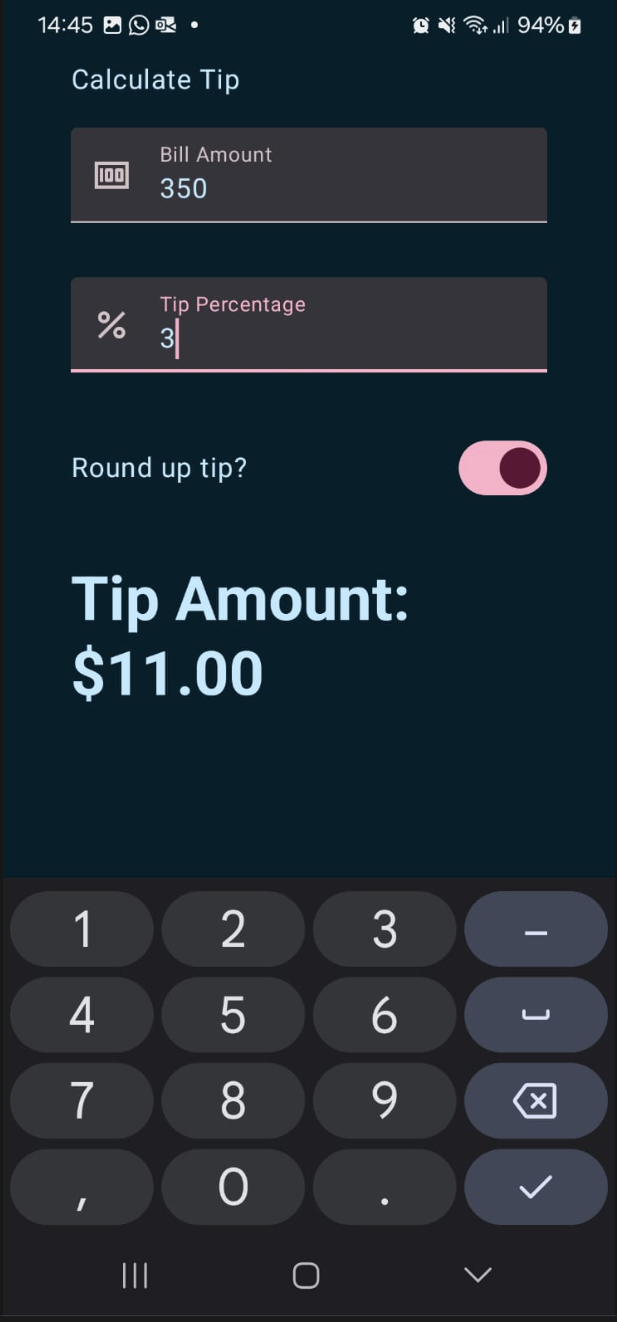 14:45
94%
Calculate Tip
100
Bill Amount
350
%
Tip Percentage
3
Round up tip?
Tip Amount:
$11.00
1 2 3 –
4 5 6
7 8 9
, 0 .